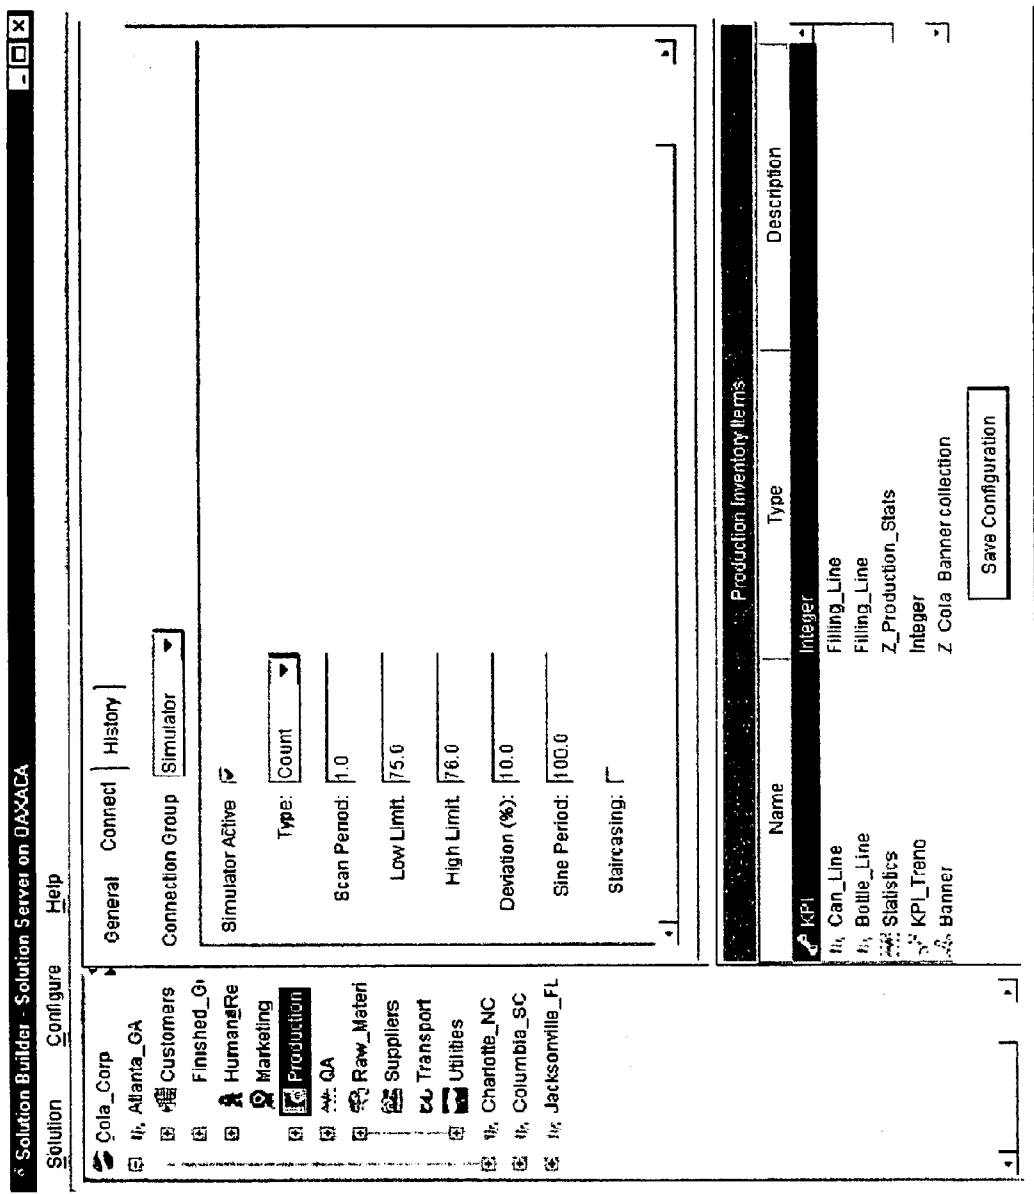 Solution Builder - Solution Server on OAXACA
Solution Configure Help
Cola_Corp
Atlanta_GA
Customers
Finished_G
Human_Re
Marketing
Production
QA
Raw_Materi
Suppliers
Transport
Utilities
Charlotte_NC
Columbia_SC
Jacksonville_FL
General Connect History
Connection Group Simulator
Simulator Active
Type: Count
Scan Period: 1.0
Low Limit. 75.0
High Limit. 76.0
Deviation (%): 10.0
Sine Period: 100.0
Staircasing:
Production Inventory Items
Name Type Description
KPI Integer
Can_Line Filling_Line
Bottle_Line Filling_Line
Statistics Z_Production_Stats
KPI_Treno Integer
Banner Z Cola Banner collection
Save Configuration